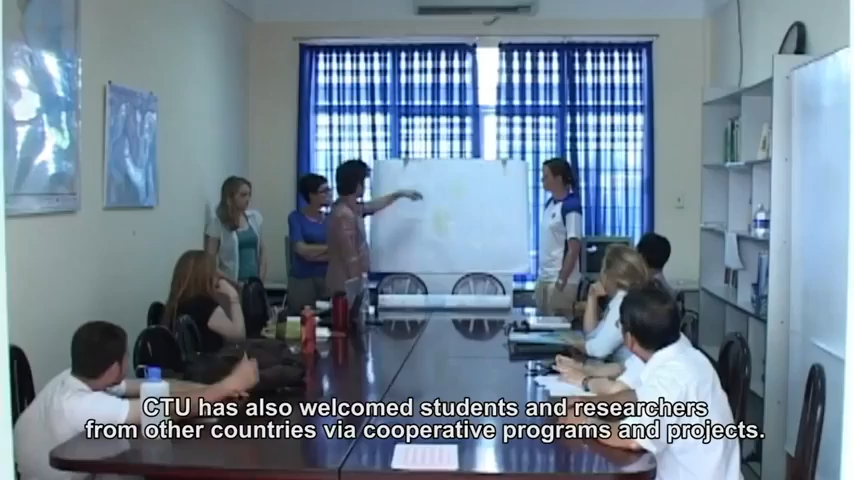 CTU has also welcomed students and researchers
from other countries via cooperative programs and projects.